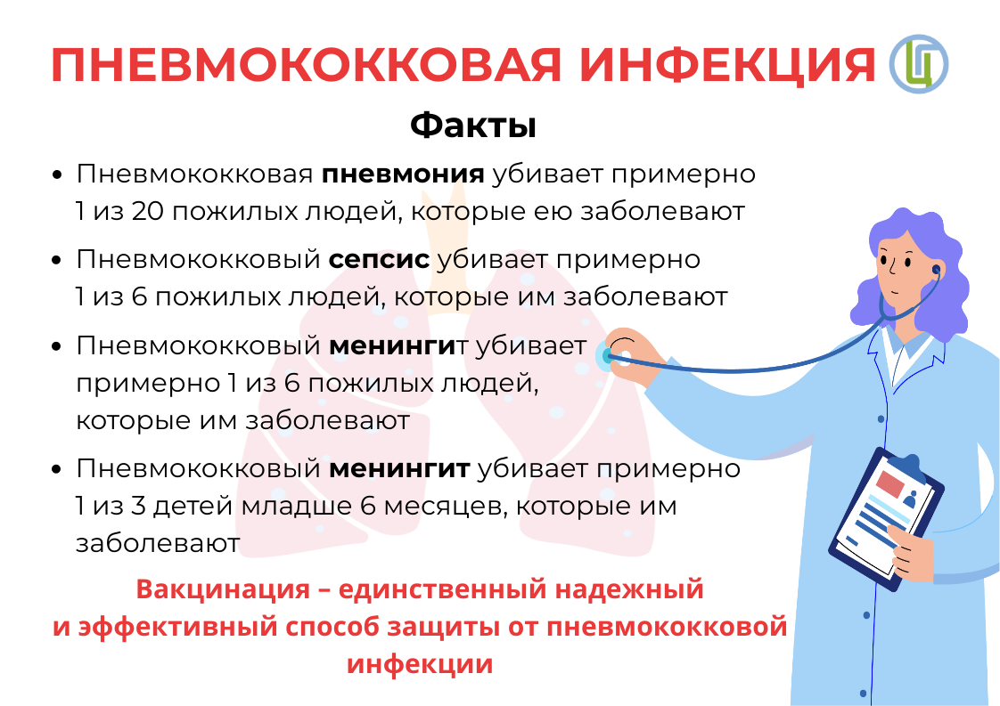 ПНЕВМОКОККОВАЯ ИНФЕКЦИЯ
Факты
• Пневмококковая пневмония убивает примерно
1 из 20 пожилых людей, которые ею заболевают
• Пневмококковый сепсис убивает примерно
1 из 6 пожилых людей, которые им заболевают
• Пневмококковый менингит убивает
примерно 1 из 6 пожилых людей,
которые им заболевают
• Пневмококковый менингит убивает примерно
1 из 3 детей младше 6 месяцев, которые им
заболевают
Вакцинация – единственный надежный
и эффективный способ защиты от пневмококковой
инфекции